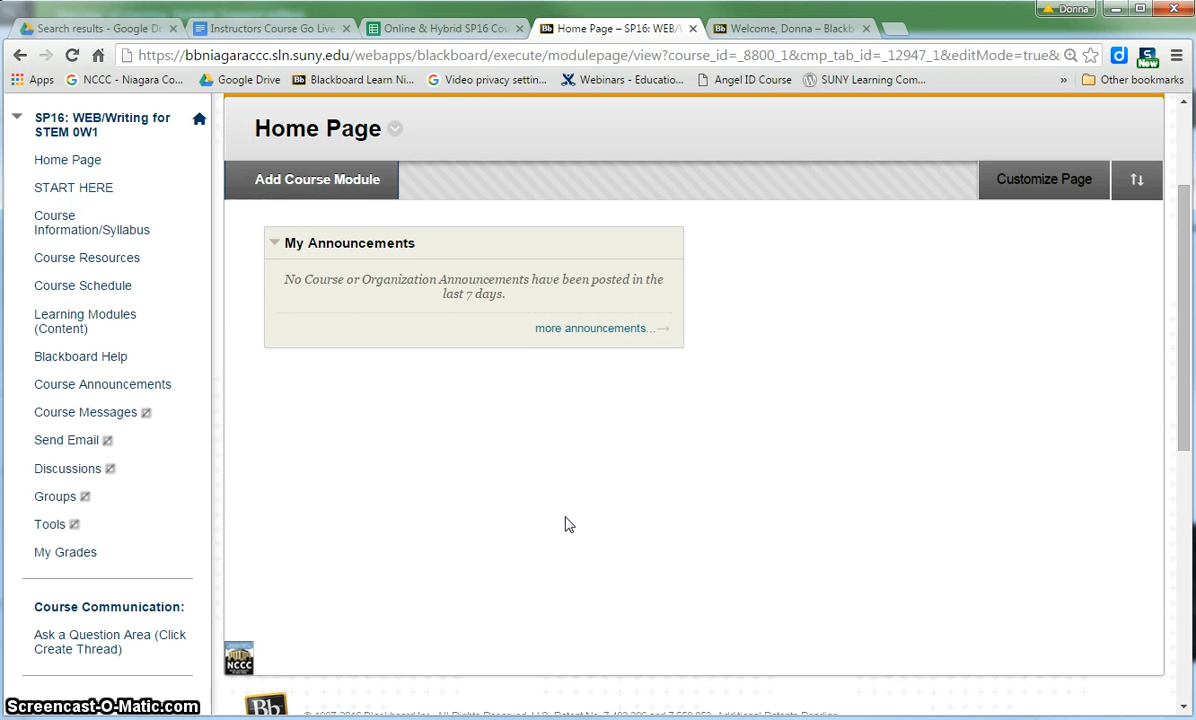 Donna
Search results - Google Dr
Instructors Course Go Live
Online & Hybrid SP16 Cou
Home Page – SP16: WEB/
Welcome, Donna – Blackb
https://bbniagaraccc.sln.suny.edu/webapps/blackboard/execute/modulepage/view?course_id=_8800_1&cmp_tab_id=_12947_1&editMode=true&
Apps
NCCC - Niagara Co...
Google Drive
Blackboard Learn Ni...
Video privacy settin...
Webinars - Educatio...
Angel ID Course
SUNY Learning Com...
»
Other bookmarks
SP16: WEB/Writing for
STEM 0W1
Home Page
START HERE
Course
Information/Syllabus
Course Resources
Course Schedule
Learning Modules
(Content)
Blackboard Help
Course Announcements
Course Messages
Send Email
Discussions
Groups
Tools
My Grades
Course Communication:
Ask a Question Area (Click
Create Thread)
Home Page
Add Course Module
Customize Page
My Announcements
No Course or Organization Announcements have been posted in the
last 7 days.
more announcements...→
NCCC
Bb
Screencast-O-Matic.com